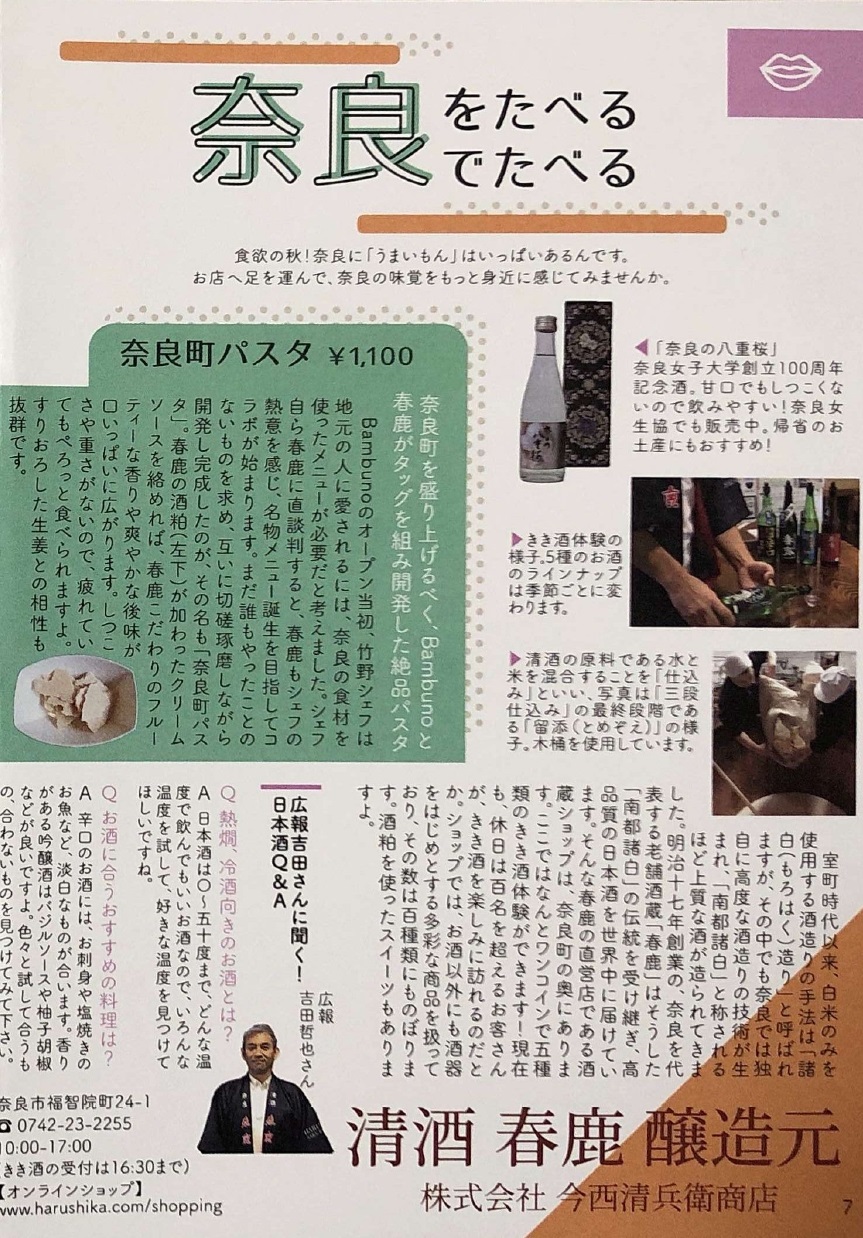 奈良をたべる
でたべる
食欲の秋！奈良に「うまいもん」はいっぱいあるんです。
お店へ足を運んで、奈良の味覚をもっと身近に感じてみませんか。
◀「奈良の八重桜」
奈良女子大学創立100周年
記念酒。甘口でもしつこくな
いので飲みやすい！奈良女
生協でも販売中。帰省のお
土産にもおすすめ！
▶きき酒体験の
様子。5種のお酒
のラインナップ
は季節ごとに変
わります。
▶清酒の原料である水と
米を混合することを「仕込
み」といい、写真は「三段
仕込み」の最終段階であ
る「留添（とめぞえ）」の様
子。木桶を使用しています。
奈良町パスタ ¥1,100
奈良町を盛り上げるべく、Bambunoと
春鹿がタッグを組み開発した絶品パスタ
Bambunoのオープン当初、竹野シェフは
地元の人に愛されるには、奈良の食材を
使ったメニューが必要だと考えました。シェフ
自ら春鹿に直談判すると、春鹿もシェフの
熱意を感じ、名物メニュー誕生を目指してコ
ラボが始まります。まだ誰もやったことの
ないものを求め、互いに切磋琢磨しながら
開発し完成したのが、その名も「奈良町パス
タ」。春鹿の酒粕（左下）が加わったクリーム
ソースを絡めれば、春鹿こだわりのフルー
ティーな香りや爽やかな後味が
口いっぱいに広がります。しつこ
さや重さがないので、疲れてい
てもぺろっと食べられますよ。
すりおろした生姜との相性も
抜群です。
室町時代以来、白米のみを
使用する酒造りの手法は「諸
白（もろはく）造り」と呼ばれ
ますが、その中でも奈良では独
自に高度な酒造りの技術が生
まれ、「南都諸白」と称される
ほど上質な酒が造られてきま
した。明治十七年創業の、奈良を代
表する老舗酒蔵「春鹿」はそうした
「南都諸白」の伝統を受け継ぎ、高
品質の日本酒を世界中に届けてい
ます。そんな春鹿の直営店である酒
蔵ショップは、奈良町の奥にありま
す。ここではなんとワンコインで五種
類のきき酒体験ができます！現在
も、休日は百名を超えるお客さん
が、きき酒を楽しみに訪れるのだと
か。ショップでは、お酒以外にも酒器
をはじめとする多彩な商品を扱って
おり、その数は百種類にものぼりま
す。酒粕を使ったスイーツもありま
すよ。
広報吉田さんに聞く！
日本酒Q&A
広報
吉田哲也さん
Q 熱燗、冷酒向きのお酒とは？
A 日本酒は〇〜五十度まで、どんな温
度で飲んでもいいお酒なので、いろんな
温度を試して、好きな温度を見つけて
ほしいですね。
Q お酒に合うおすすめの料理は？
A 辛口のお酒には、お刺身や塩焼きの
お魚など、淡白なものが合います。香り
がある吟醸酒はバジルソースや柚子胡椒
などが良いですよ。色々と試して合うも
の、合わないものを見つけてみて下さい。
清酒 春鹿 醸造元
株式会社 今西清兵衛商店
奈良市福智院町24-1
☎ 0742-23-2255
10:00-17:00
（きき酒の受付は16:30まで）
【オンラインショップ】
www.harushika.com/shopping
7